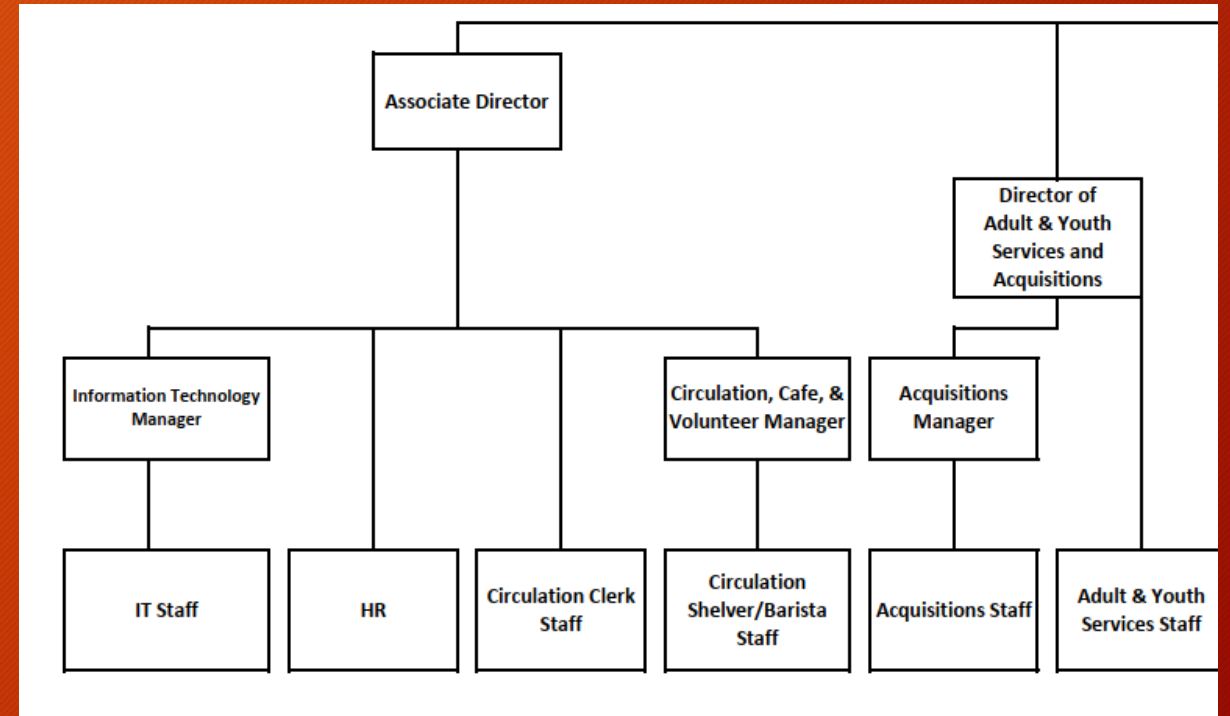 Associate Director
Director of
Adult & Youth
Services and
Acquisitions
Information Technology
Manager
Circulation, Cafe, &
Volunteer Manager
Acquisitions
Manager
IT Staff
HR
Circulation Clerk
Staff
Circulation
Shelver/Barista
Staff
Acquisitions Staff
Adult & Youth
Services Staff